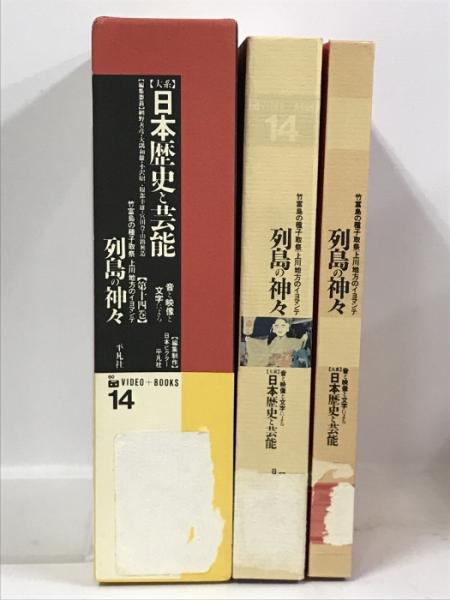 【大系】
日本歴史と芸能
音と映像と
文字による
【編集委員】網野善彦・大隅和雄・小沢昭一・服部幸雄・宮田登・山路興造
竹富島の種子取祭 上川地方のイヨマンテ
列島の神々
【第十四巻】
【編集制作】
日本ビクター
平凡社
平凡社
60
VIDEO+BOOKS
14
14
竹富島の種子取祭 上川地方のイヨマンテ
列島の神々
音と映像と文字による
【大系】日本歴史と芸能
竹富島の種子取祭 上川地方のイヨマンテ
列島の神々
音と映像と文字による
【大系】日本歴史と芸能